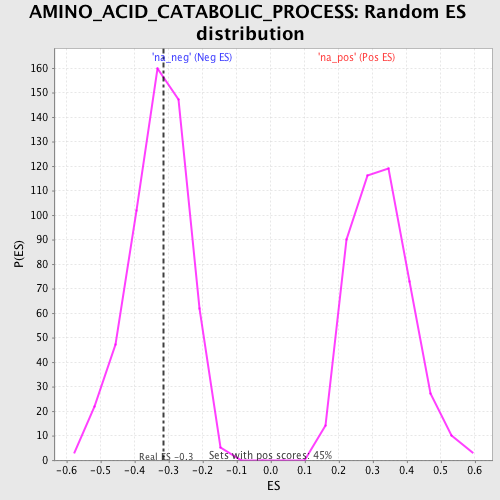 AMINO_ACID_CATABOLIC_PROCESS: Random ES
distribution
'na_neg' (Neg ES)
'na_pos' (Pos ES)
160
150
140
130
120
110
100
90
80
70
60
50
40
30
20
10
0
P(ES)
Real ES -0.3
Sets with pos scores: 45%
-0.6 -0.5 -0.4 -0.3 -0.2 -0.1 0.0 0.1 0.2 0.3 0.4 0.5 0.6
ES